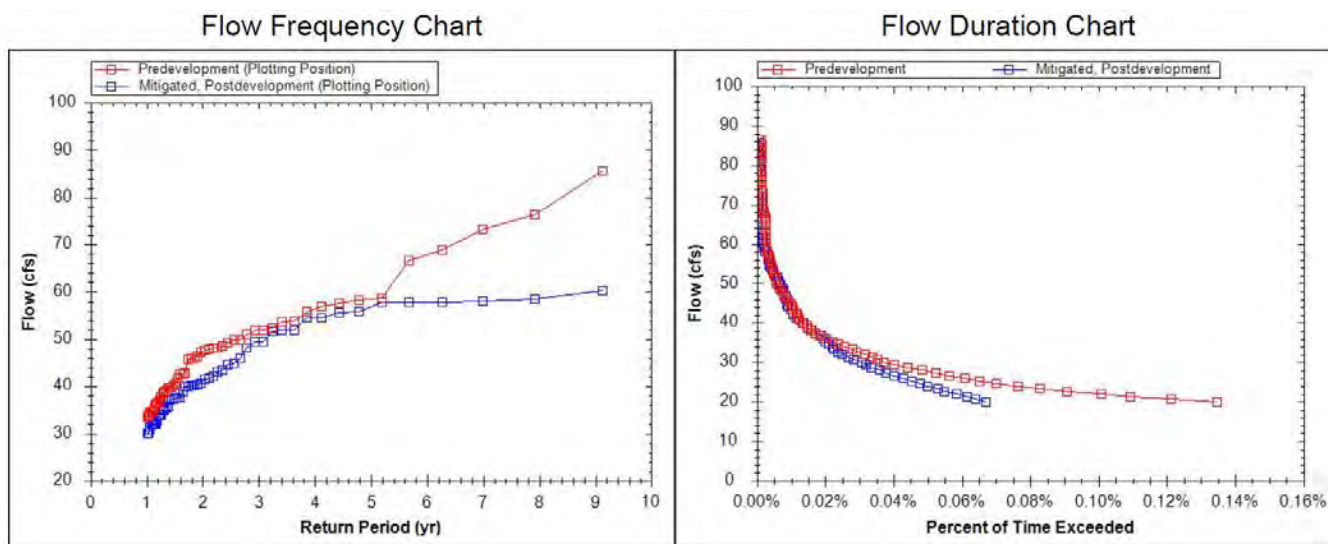 Flow Frequency Chart
Predevelopment (Plotting Position)
Mitigated, Postdevelopment (Plotting Position)
100
90
80
70
60
50
40
30
20
Flow (cfs)
0 1 2 3 4 5 6 7 8 9 10
Return Period (yr)
Flow Duration Chart
Predevelopment Mitigated, Postdevelopment
100
90
80
70
60
50
40
30
20
10
0
Flow (cfs)
0.00% 0.02% 0.04% 0.06% 0.08% 0.10% 0.12% 0.14% 0.16%
Percent of Time Exceeded